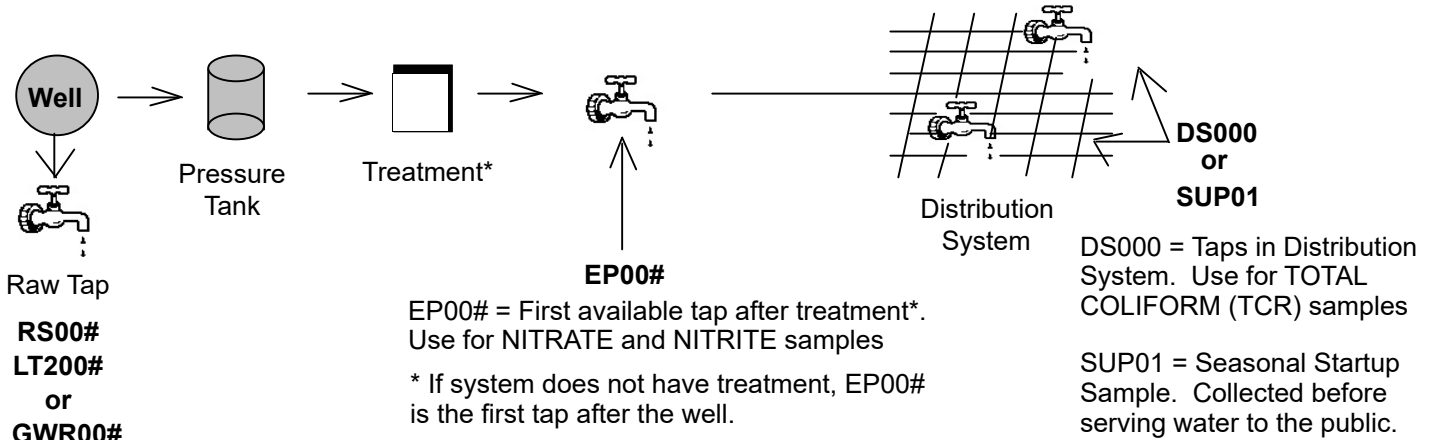 Well
Pressure
Tank
Treatment*
Raw Tap
RS00#
LT200#
or
GWR00#
EP00#
EP00# = First available tap after treatment*.
Use for NITRATE and NITRITE samples
* If system does not have treatment, EP00#
is the first tap after the well.
Distribution
System
DS000
or
SUP01
DS000 = Taps in Distribution
System. Use for TOTAL
COLIFORM (TCR) samples
SUP01 = Seasonal Startup
Sample. Collected before
serving water to the public.